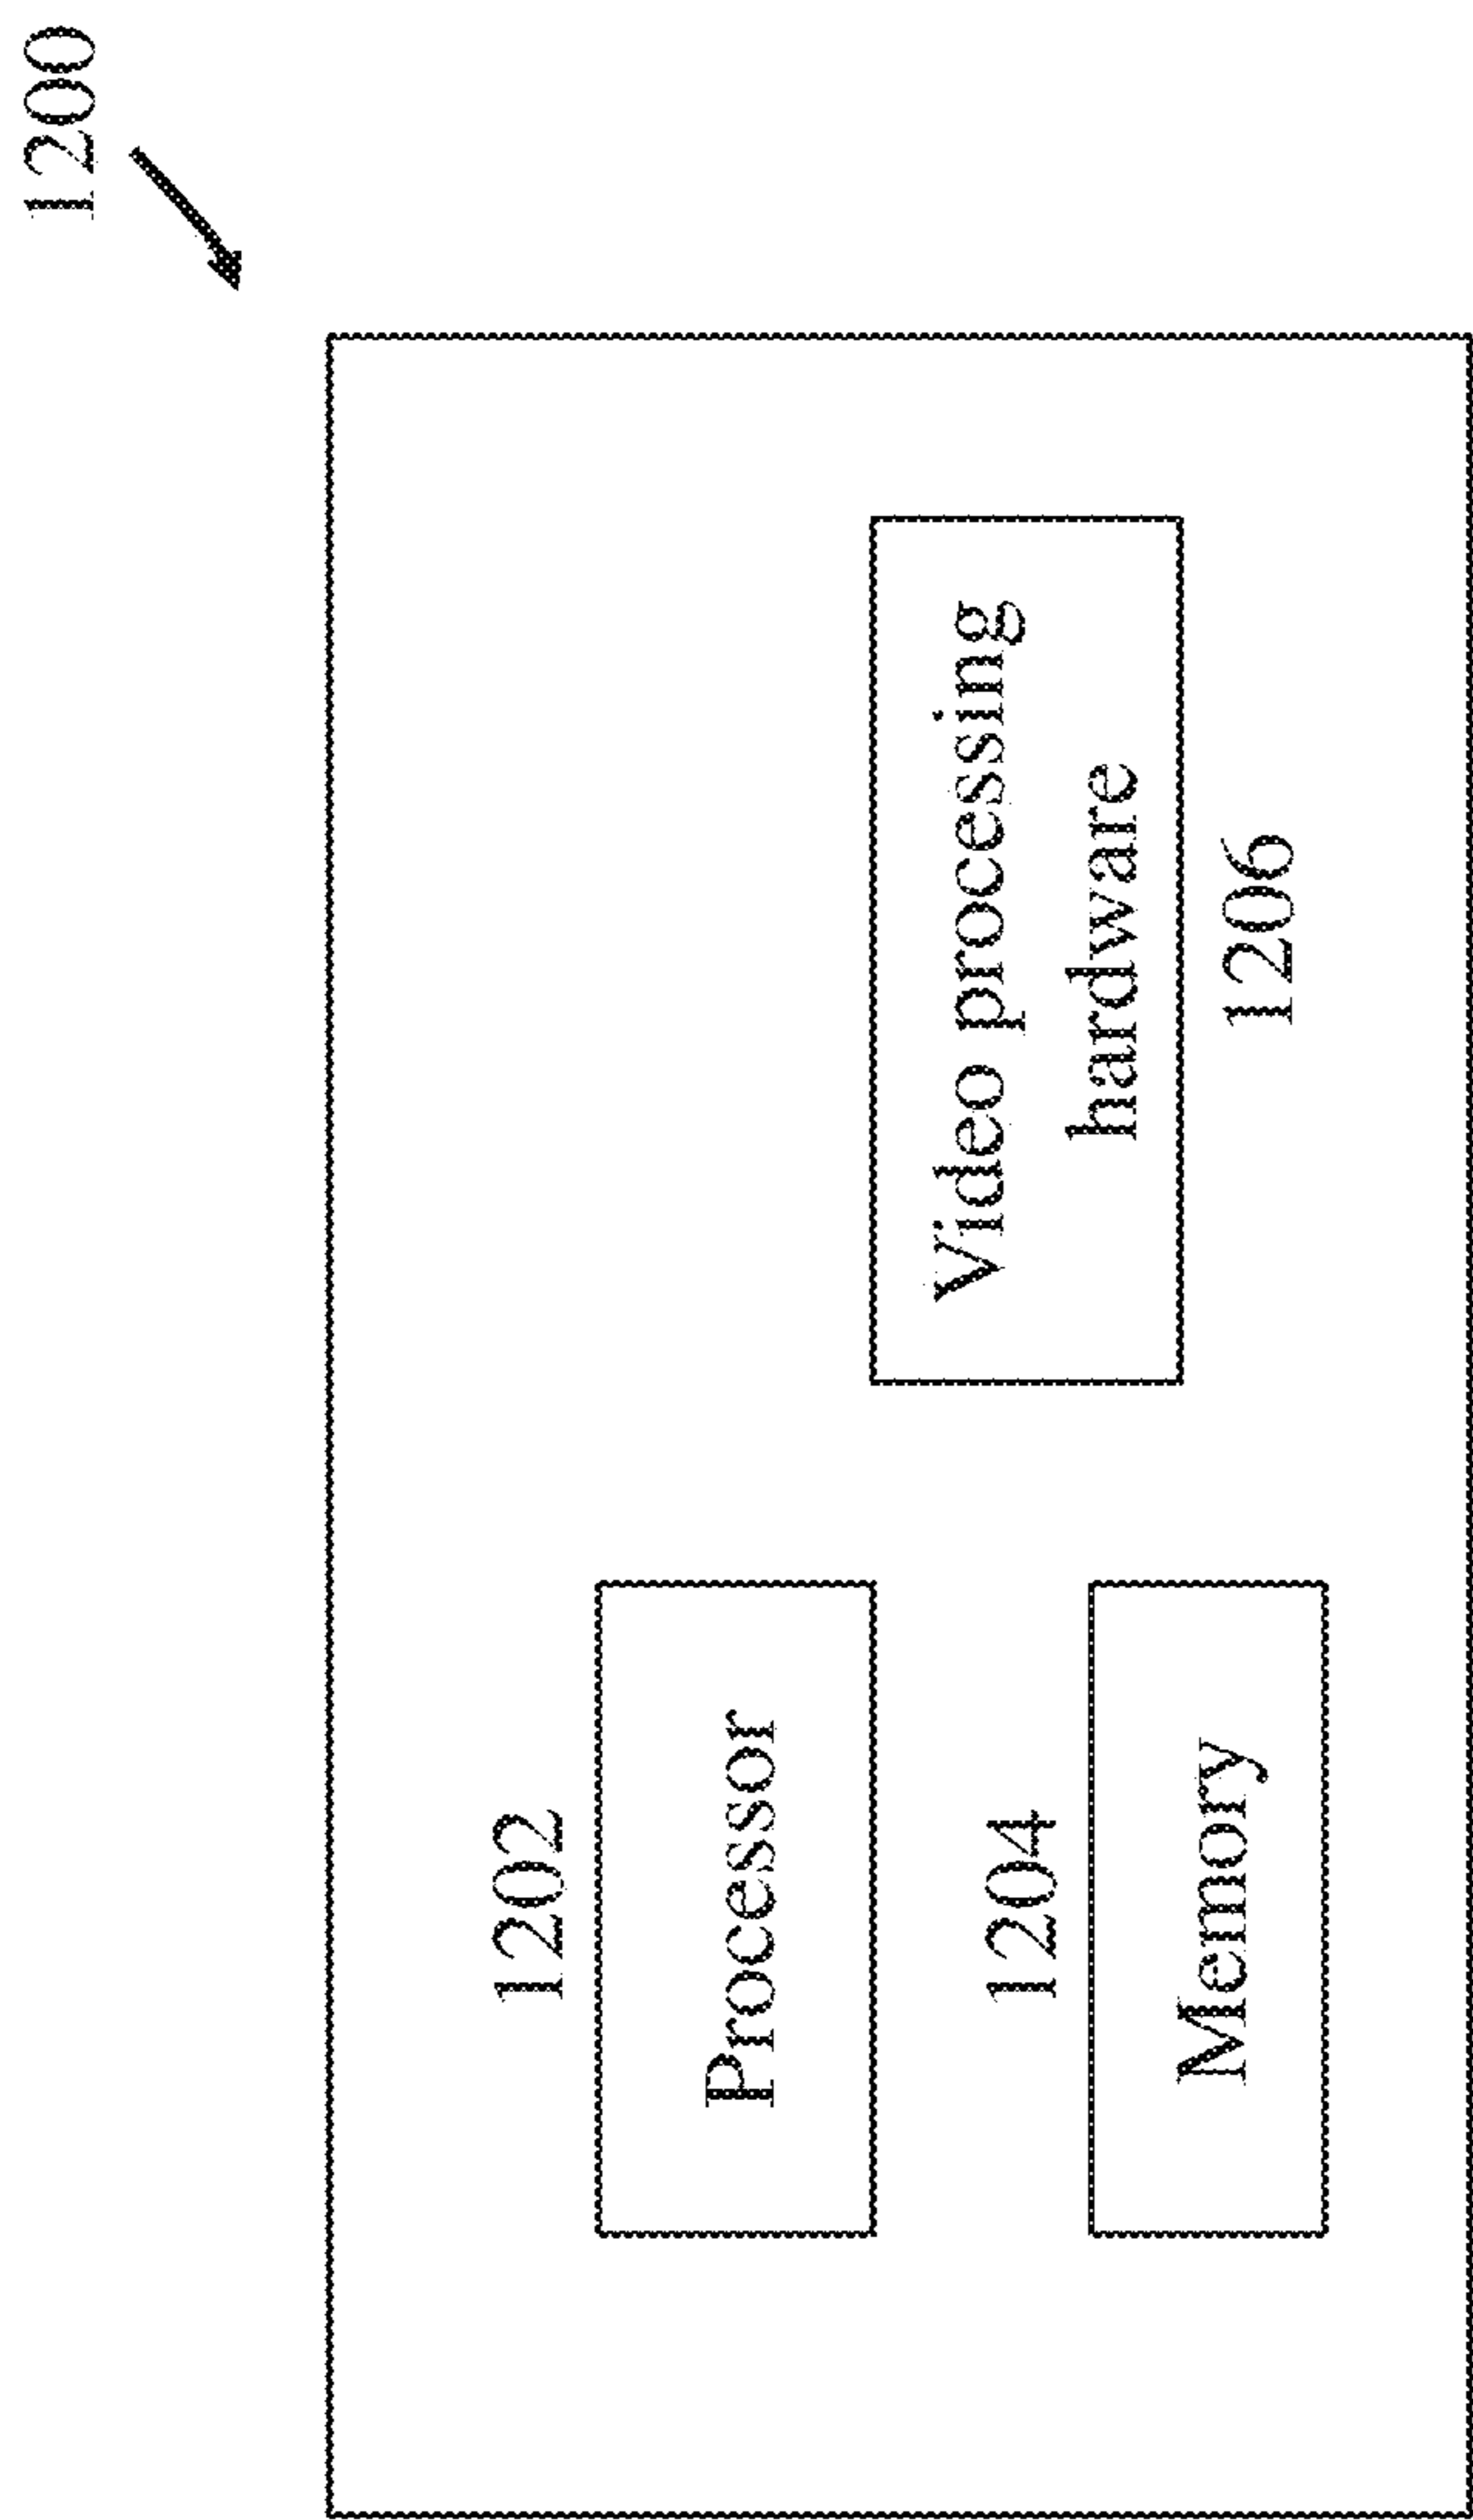 1200
1202
Processor
1204
Memory
Video processing
hardware
1206